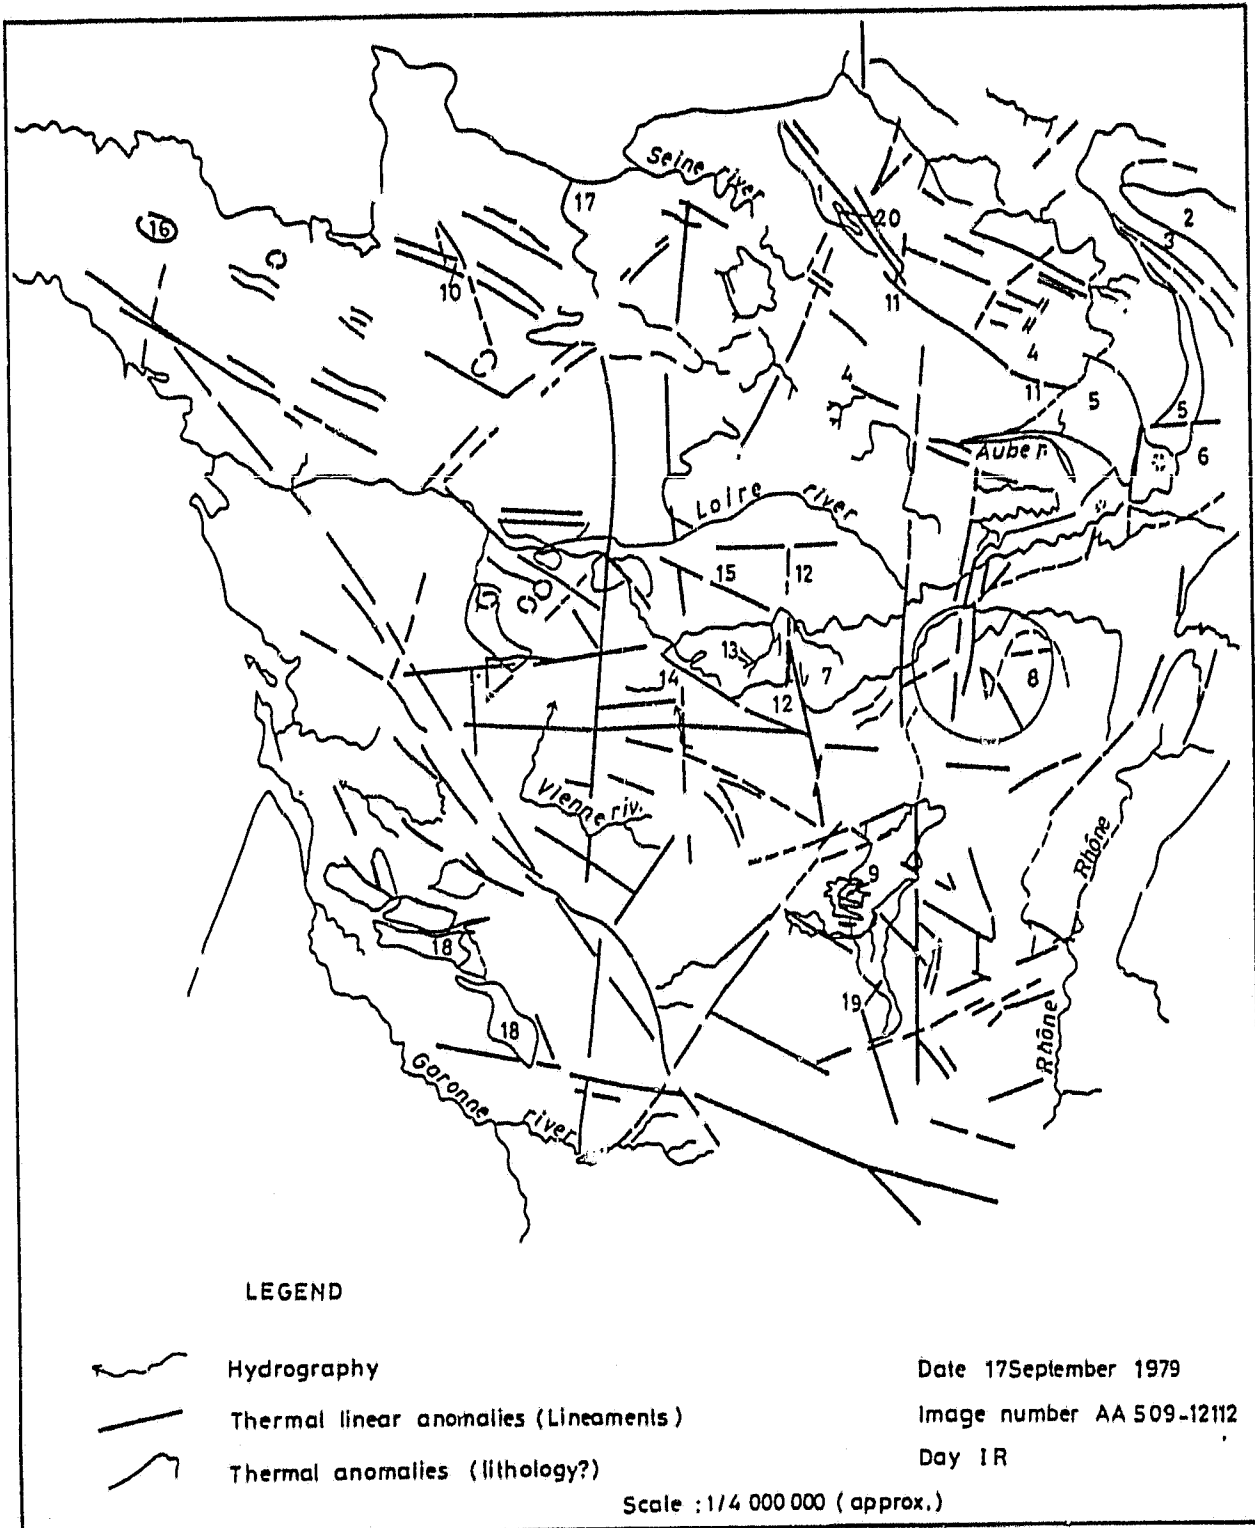 Seine river
17
16
2
3
20
10
11
4
4
11
5
5
6
Auber.
Loire river
15
12
13
14
7
12
8
Vienne riv.
Rhône
9
18
19
18
Rhône
Garonne river
LEGEND
Hydrography
Thermal linear anomalies (Lineaments)
Thermal anomalies (lithology?)
Date 17 September 1979
Image number AA 509-12112
Day IR
Scale : 1/4 000 000 (approx.)